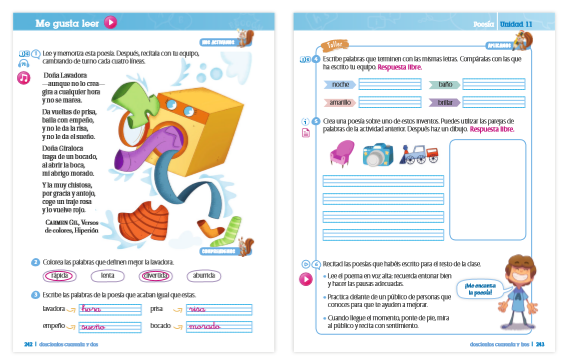 Me gusta leer
NOS ACTIVAMOS
1 Lee y memoriza esta poesía. Después, recítala con tu equipo,
cambiando de turno cada cuatro líneas.
Doña Lavadora
—aunque no lo crea—
gira a cualquier hora
y no se marea.
Da vueltas de prisa,
baila con empeño,
y no le da la risa,
y no le da el sueño.
Doña Giraloca
traga de un bocado,
al abrir la boca,
mi abrigo morado.
Y la muy chistosa,
por gracia y antojo,
coge un traje rosa
y lo vuelve rojo.
CARMEN GIL, Versos
de colores, Hiperión
COMPRENDEMOS
2 Colorea las palabras que definen mejor la lavadora.
rápida lenta divertida aburrida
3 Escribe las palabras de la poesía que acaban igual que estas.
lavadora hora prisa risa
empeño sueño bocado morado
242 doscientos cuarenta y dos
Poesía Unidad 11
Taller
APLICAMOS
4 Escribe palabras que terminen con las mismas letras. Compáralas con las que
ha escrito tu equipo. Respuesta libre.
noche baño
amarillo brillar
5 Crea una poesía sobre uno de estos inventos. Puedes utilizar las parejas de
palabras de la actividad anterior. Después haz un dibujo. Respuesta libre.
6 Recitad las poesías que habéis escrito para el resto de la clase.
• Lee el poema en voz alta: recuerda entonar bien
y hacer las pausas adecuadas.
• Practica delante de un público de personas que
conoces para que te ayuden a mejorar.
• Cuando llegue el momento, ponte de pie, mira
al público y recita con sentimiento.
¡Me encanta
la poesía!
doscientos cuarenta y tres 243